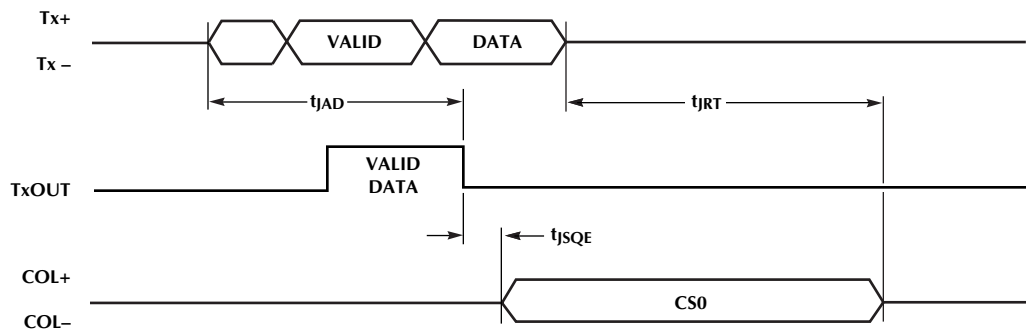 Tx+
VALID
DATA
Tx –
tJAD
tJRT
VALID
DATA
TxOUT
tJSQE
COL+
CS0
COL–